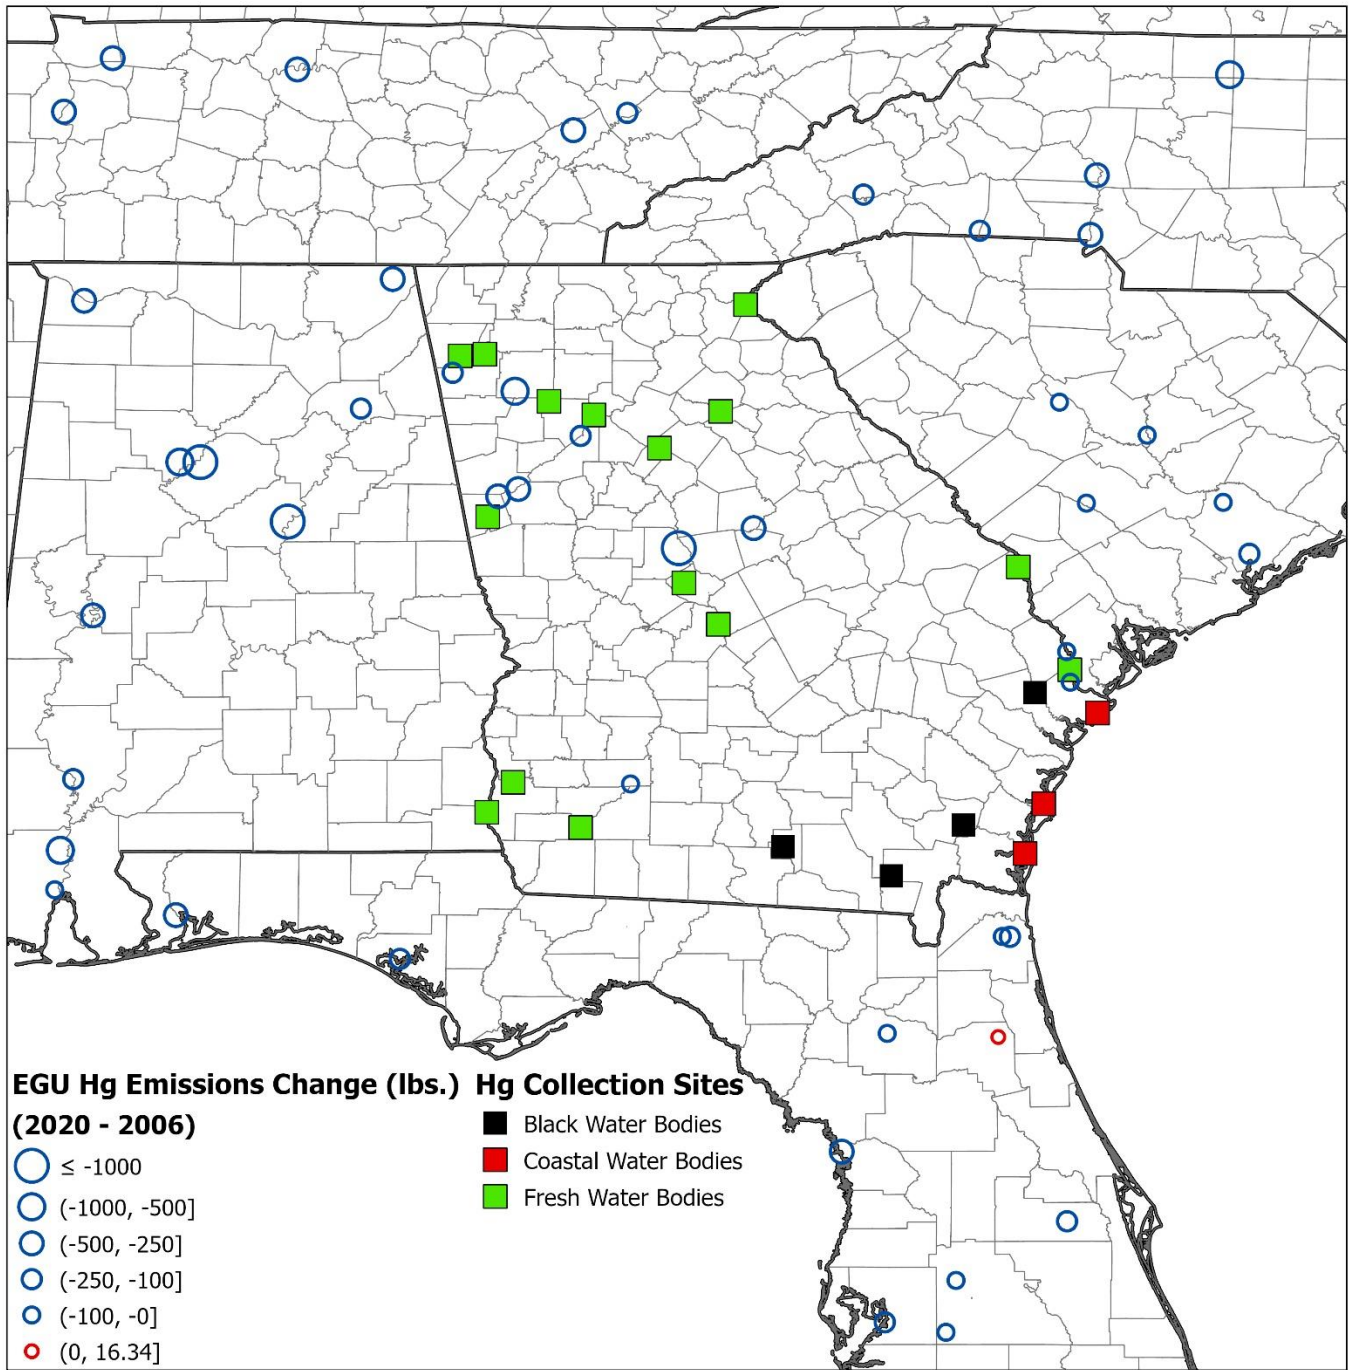 EGU Hg Emissions Change (lbs.)
(2020 - 2006)
≤ -1000
(-1000, -500]
(-500, -250]
(-250, -100]
(-100, -0]
(0, 16.34]
Hg Collection Sites
Black Water Bodies
Coastal Water Bodies
Fresh Water Bodies